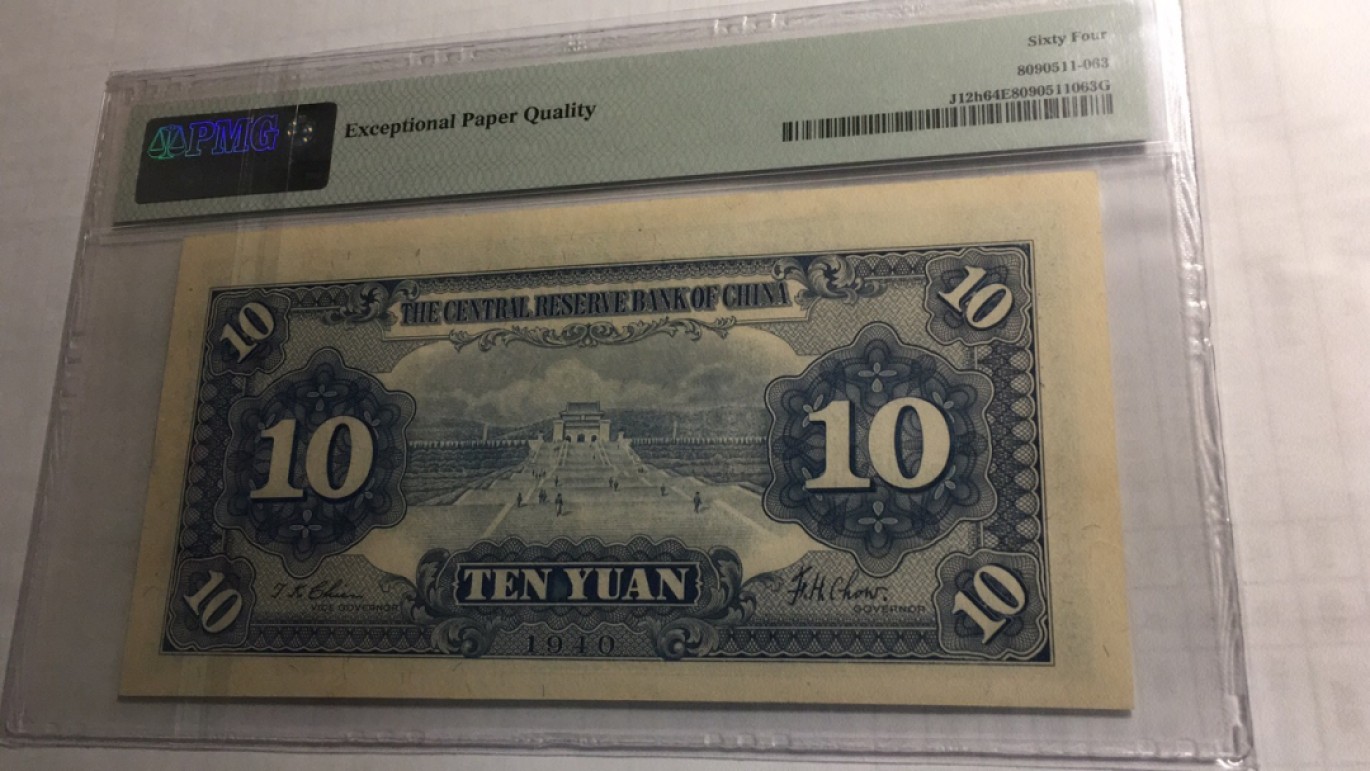 Sixty Four
8090511-063
J12h64E8090511063G
PMG
Exceptional Paper Quality
THE CENTRAL RESERVE BANK OF CHINA
10
10
10
10
TEN YUAN
VICE GOVERNOR
F. H. Chow.
GOVERNOR
10
10
1940